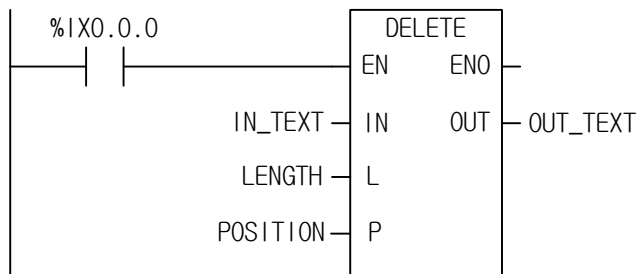 %IX0.0.0 DELETE
EN ENO
IN_TEXT IN OUT OUT_TEXT
LENGTH L
POSITION P